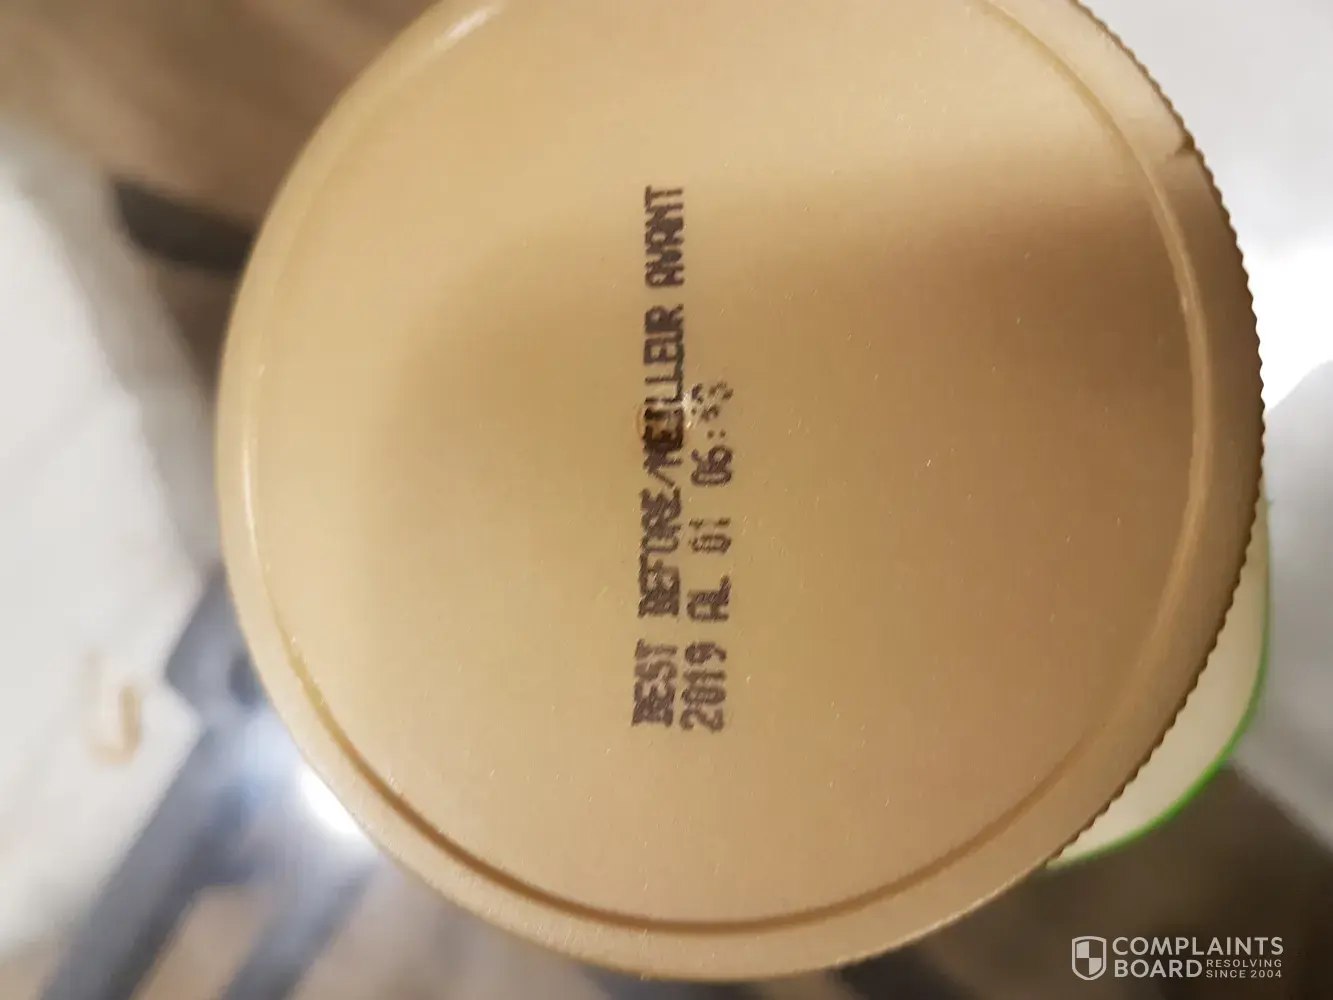 BEST BEFORE/MEILLEUR AVANT
2019 AL 01
COMPLAINTS
BOARD RESOLVING
SINCE 2004